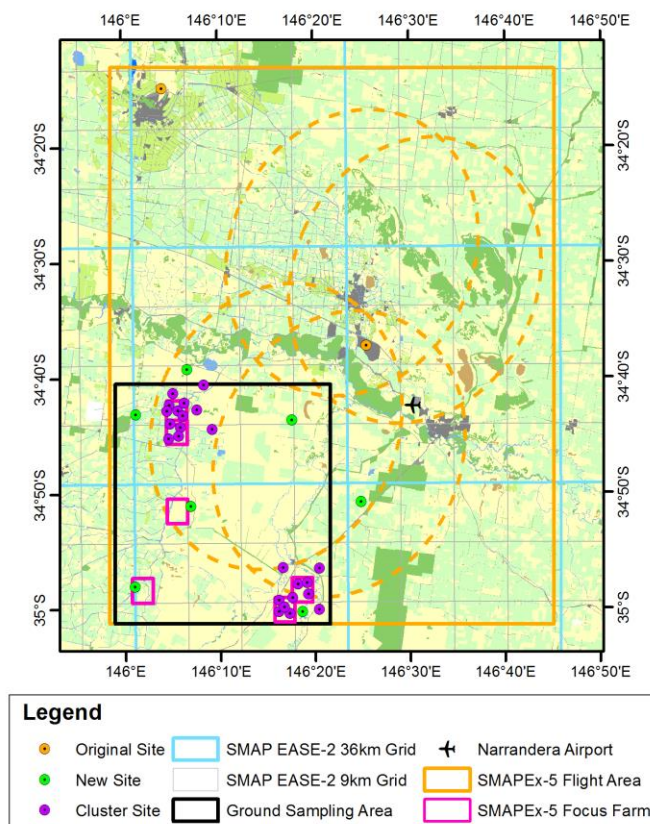 146°0'E 146°10'E 146°20'E 146°30'E 146°40'E 146°50'E
34°20'S 34°20'S
34°30'S 34°30'S
34°40'S 34°40'S
34°50'S 34°50'S
35°S 35°S
146°0'E 146°10'E 146°20'E 146°30'E 146°40'E 146°50'E
Legend
Original Site SMAP EASE-2 36km Grid Narrandera Airport
New Site SMAP EASE-2 9km Grid SMAPEx-5 Flight Area
Cluster Site Ground Sampling Area SMAPEx-5 Focus Farm